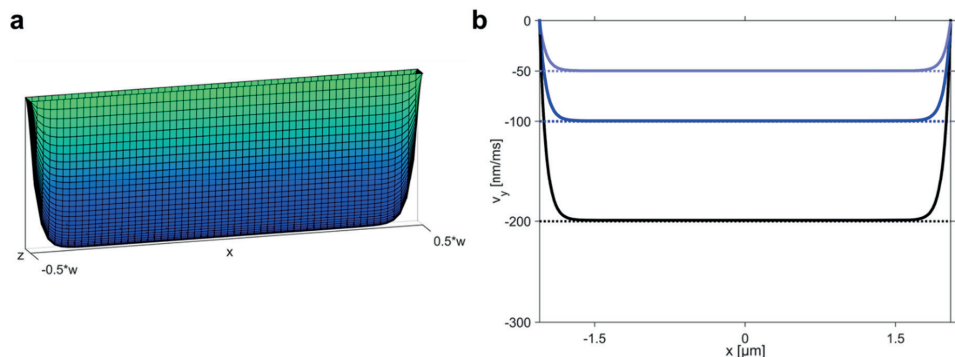 a
z
-0.5*w
x
0.5*w
b
0
-50
-100
-200
-300
v_y [nm/ms]
-1.5
0
1.5
x [μm]